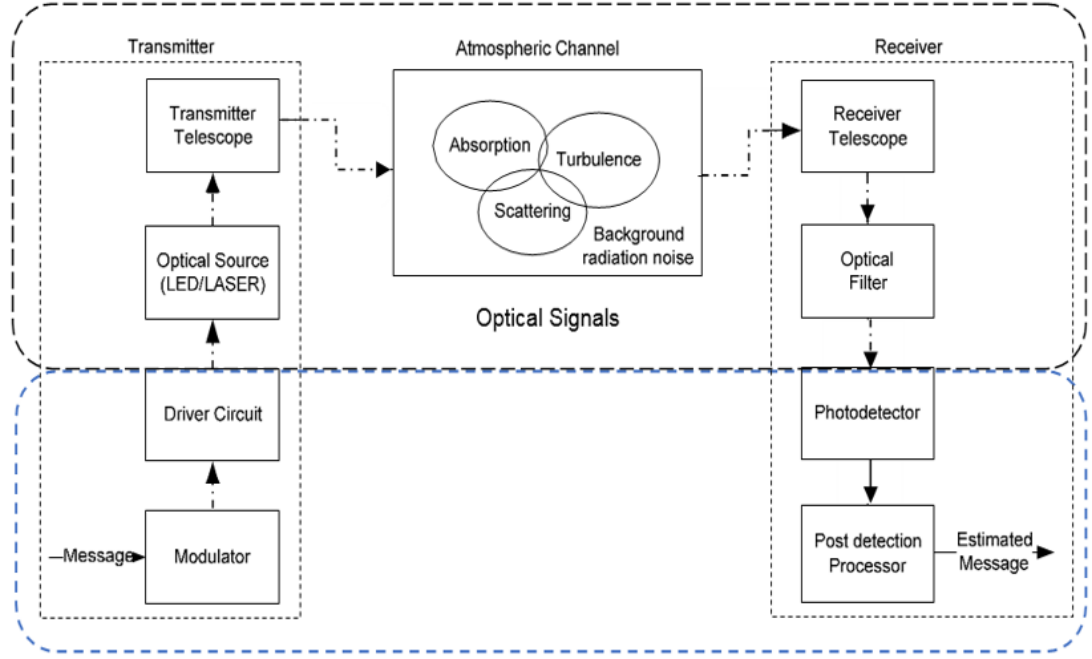 Transmitter
Atmospheric Channel
Receiver
Transmitter
Telescope
Absorption
Turbulence
Scattering
Background
radiation noise
Receiver
Telescope
Optical Source
(LED/LASER)
Optical
Filter
Optical Signals
Driver Circuit
Photodetector
Message
Modulator
Post detection
Processor
Estimated
Message